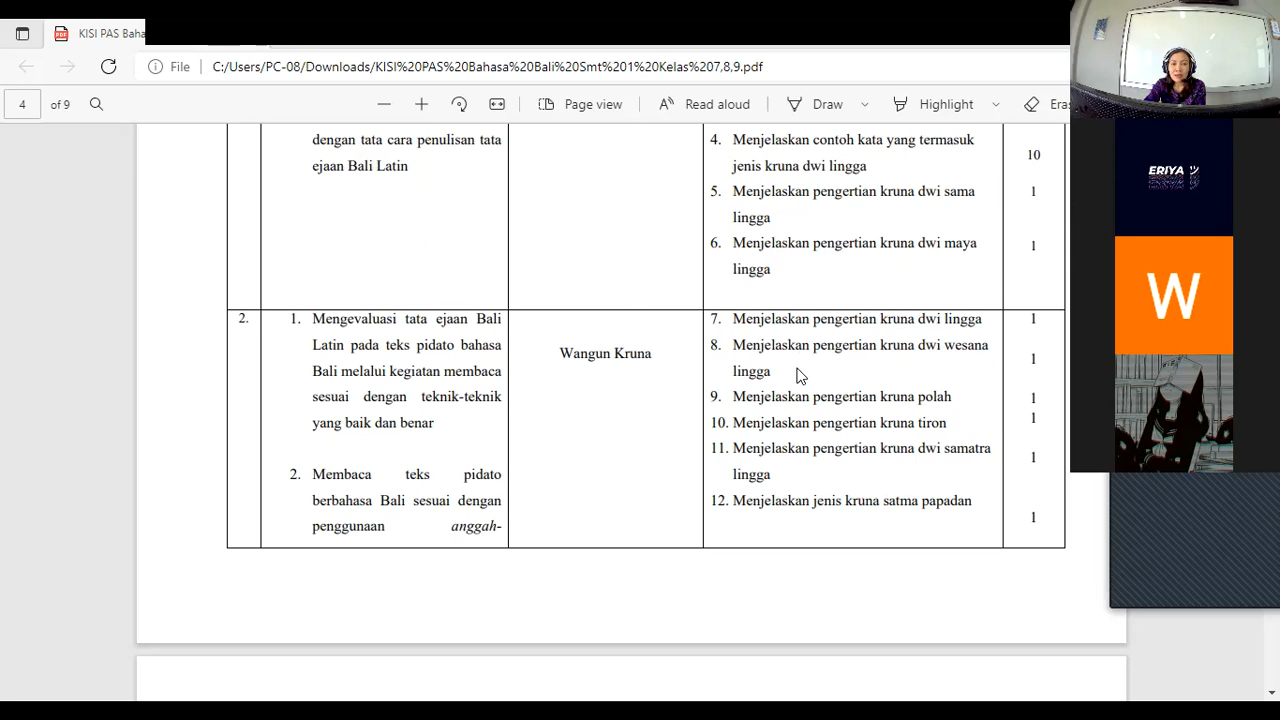 KISI PAS Baha
File
C:/Users/PC-08/Downloads/KISI%20PAS%20Bahasa%20Bali%20Smt%201%20Kelas%207,8,9.pdf
4 of 9
Page view
Read aloud
Draw
Highlight
Eras
dengan tata cara penulisan tata
ejaan Bali Latin
4. Menjelaskan contoh kata yang termasuk
jenis kruna dwi lingga
10
5. Menjelaskan pengertian kruna dwi sama
lingga
1
6. Menjelaskan pengertian kruna dwi maya
lingga
1
2.
1. Mengevaluasi tata ejaan Bali
Latin pada teks pidato bahasa
Bali melalui kegiatan membaca
sesuai dengan teknik-teknik
yang baik dan benar
2. Membaca teks pidato
berbahasa Bali sesuai dengan
penggunaan anggah-
Wangun Kruna
7. Menjelaskan pengertian kruna dwi lingga
1
8. Menjelaskan pengertian kruna dwi wesana
lingga
1
9. Menjelaskan pengertian kruna polah
1
10. Menjelaskan pengertian kruna tiron
1
11. Menjelaskan pengertian kruna dwi samatra
lingga
1
12. Menjelaskan jenis kruna satma papadan
1
ERIYA ツ
W